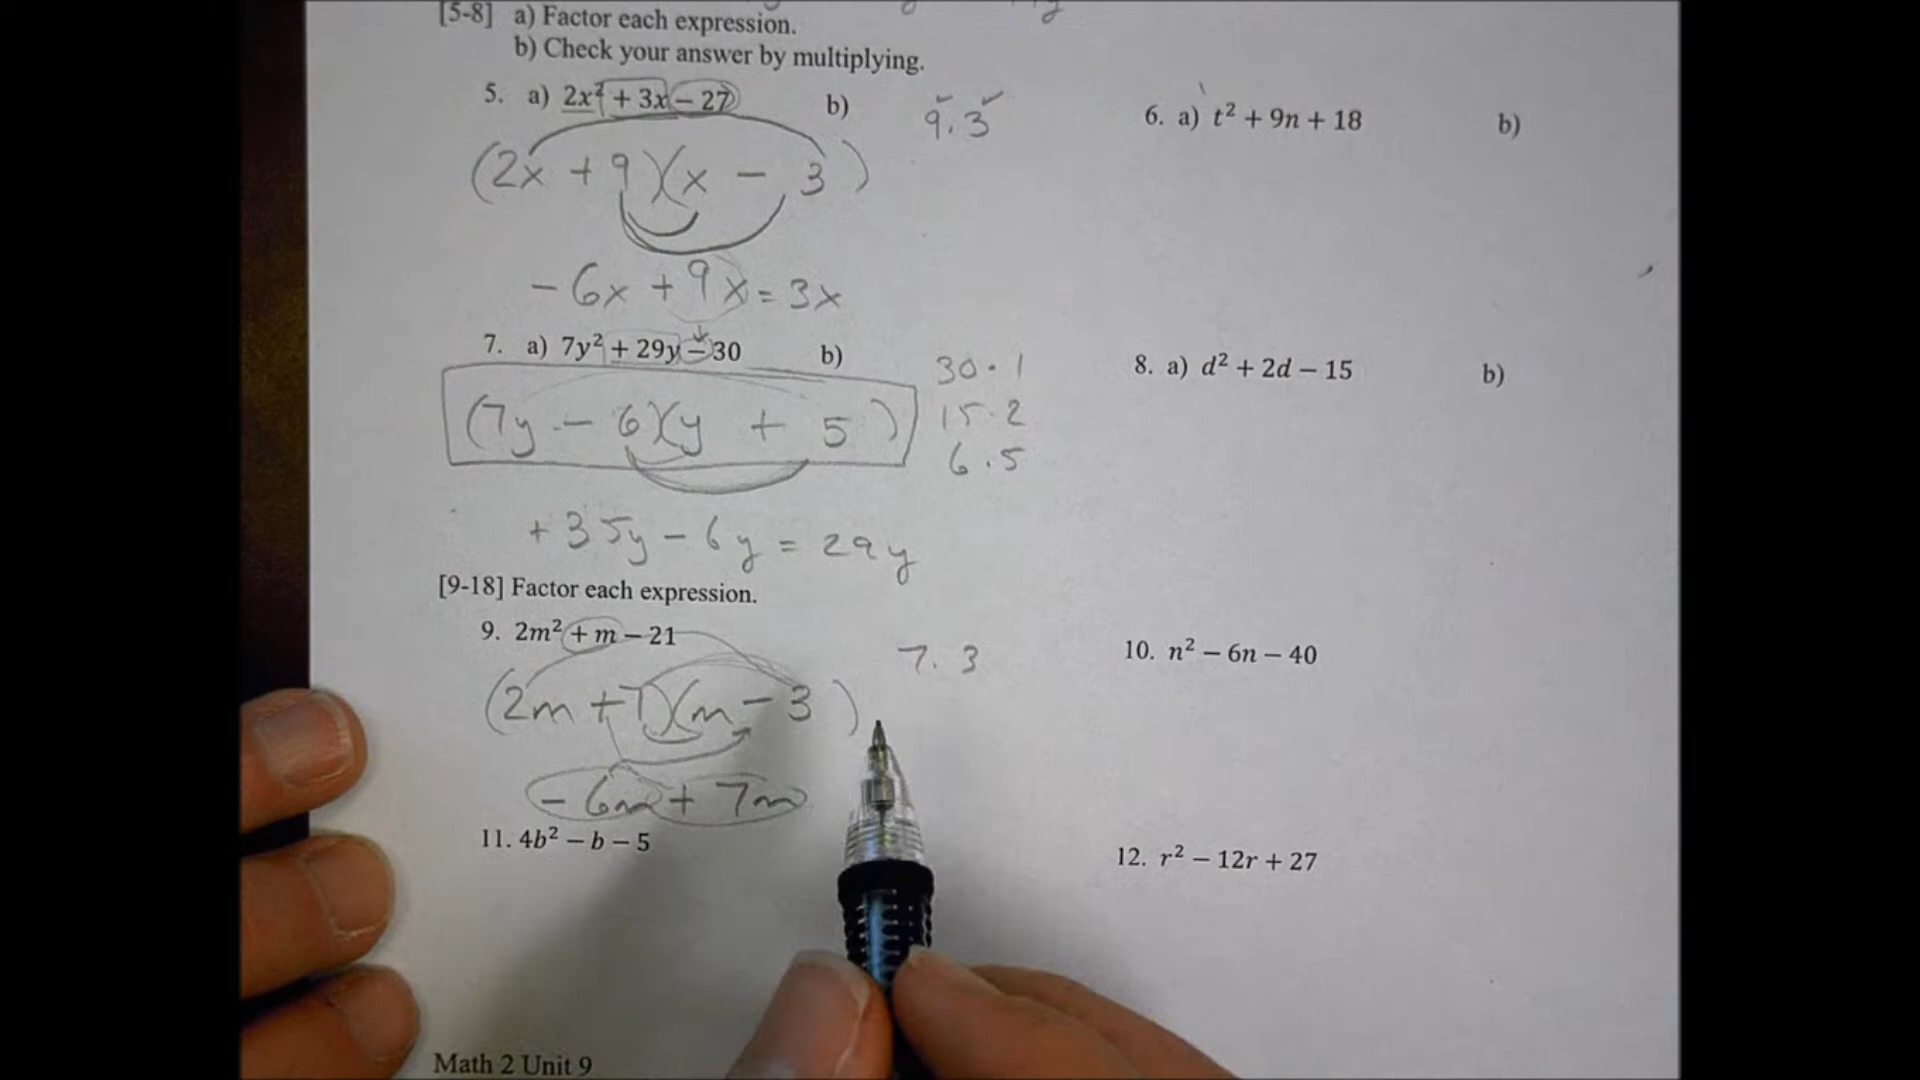 [5-8] a) Factor each expression.
b) Check your answer by multiplying.
5. a) 2x² + 3x − 27 b) 9.3
(2x + 9)(x − 3)
− 6x + 9x = 3x
6. a) t² + 9n + 18 b)
7. a) 7y² + 29y − 30 b)
30 · 1
15 · 2
6 . 5
(7y − 6)(y + 5)
+ 35y − 6y = 29y
8. a) d² + 2d − 15 b)
[9-18] Factor each expression.
9. 2m² + m − 21
7. 3
(2m + 7)(m − 3)
− 6m + 7m
10. n² − 6n − 40
11. 4b² − b − 5
12. r² − 12r + 27
Math 2 Unit 9